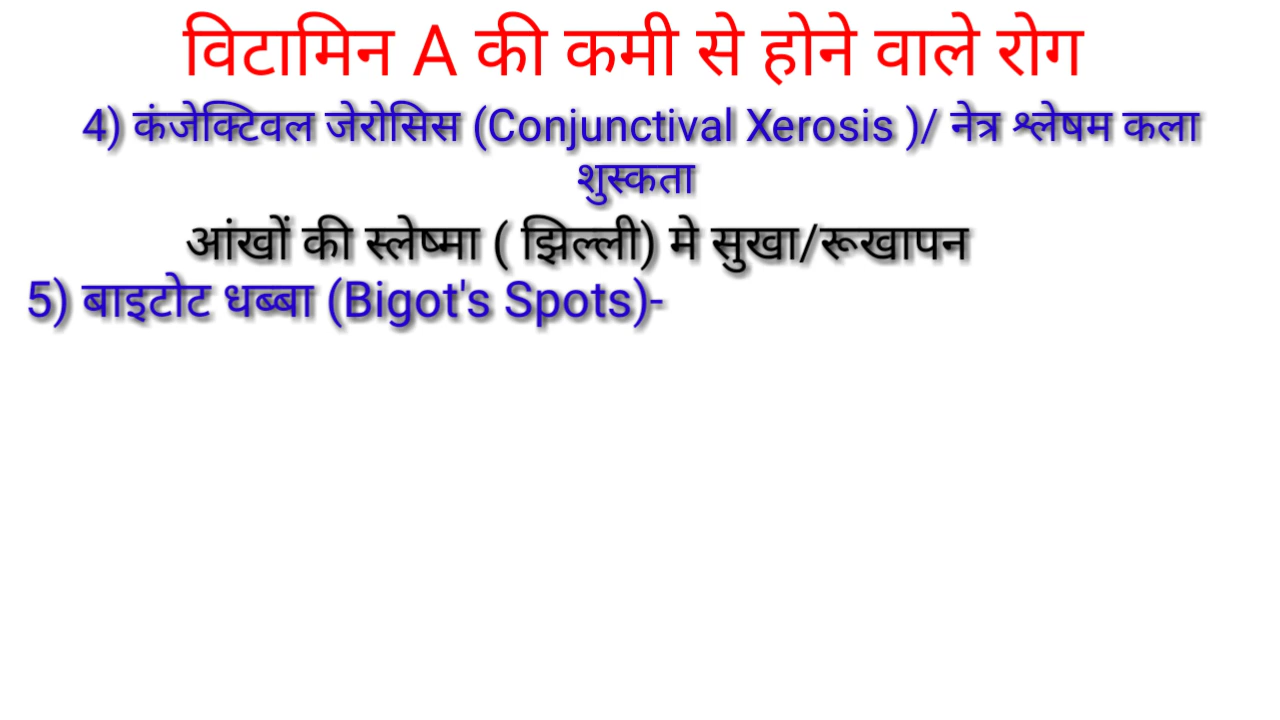 विटामिन A की कमी से होने वाले रोग
4) कंजेक्टिवल जेरोसिस (Conjunctival Xerosis )/ नेत्र श्लेषम कला
शुस्कता
आंखों की स्लेष्मा ( झिल्ली) मे सुखा/रूखापन
5) बाइटोट धब्बा (Bigot's Spots)-